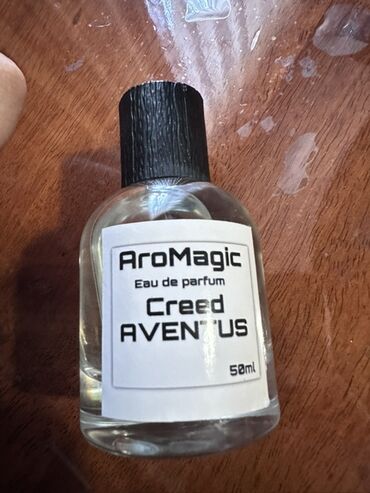 AroMagic
Eau de parfum
Creed
AVENTUS
50ml